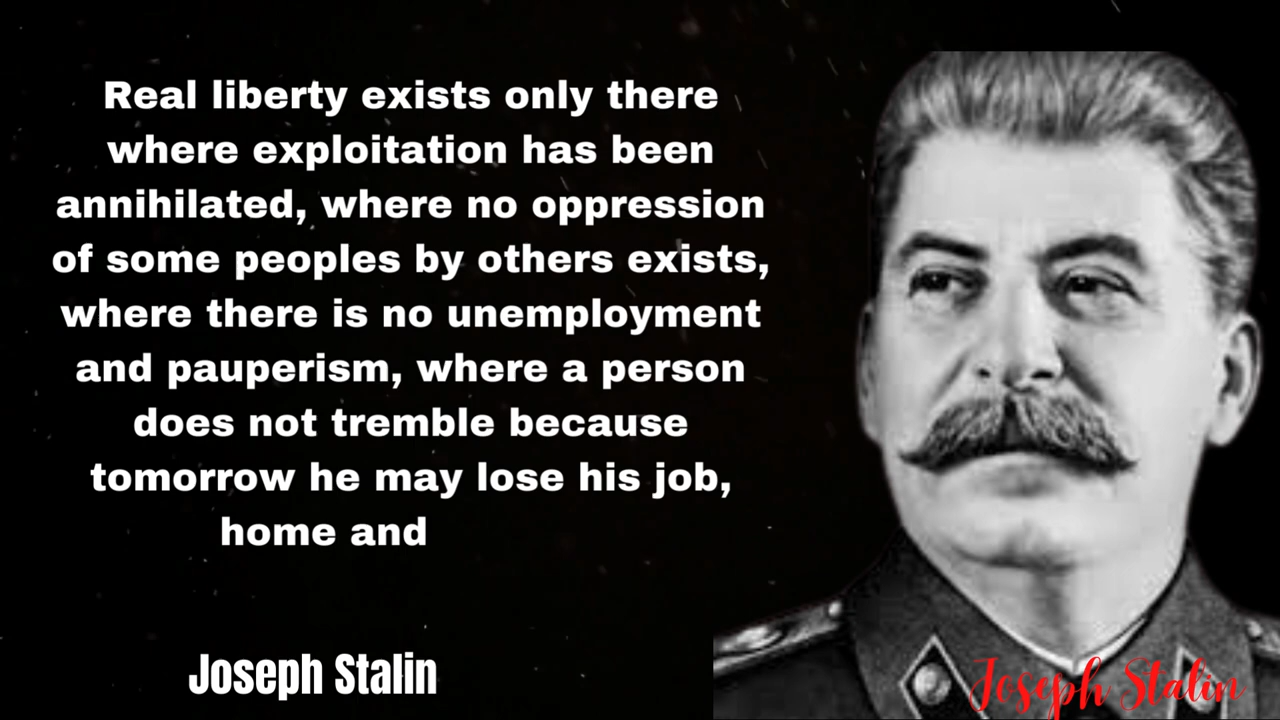 Real liberty exists only there
where exploitation has been
annihilated, where no oppression
of some peoples by others exists,
where there is no unemployment
and pauperism, where a person
does not tremble because
tomorrow he may lose his job,
home and
Joseph Stalin
Joseph Stalin